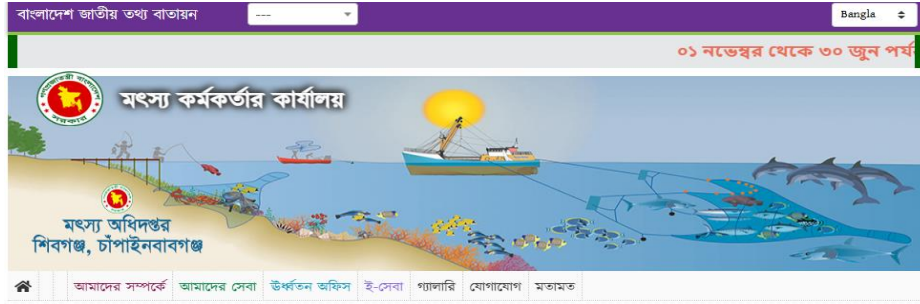 বাংলাদেশ জাতীয় তথ্য বাতায়ন --- Bangla
০১ নভেম্বর থেকে ৩০ জুন পর্য
মৎস্য কর্মকর্তার কার্যালয়
মৎস্য অধিদপ্তর
শিবগঞ্জ, চাঁপাইনবাবগঞ্জ
আমাদের সম্পর্কে আমাদের সেবা ঊর্ধ্বতন অফিস ই-সেবা গ্যালারি যোগাযোগ মতামত